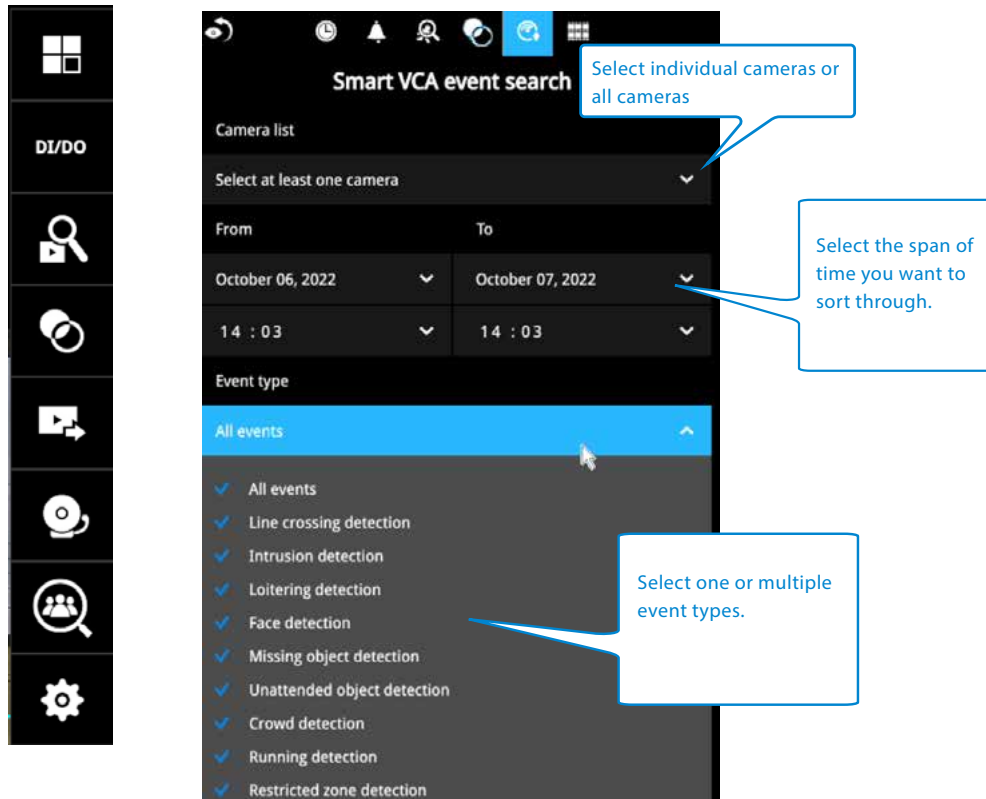 DI/DO
Smart VCA event search
Select individual cameras or
all cameras
Camera list
Select at least one camera
From To
October 06, 2022 October 07, 2022
14 : 03 14 : 03
Select the span of
time you want to
sort through.
Event type
All events
All events
Line crossing detection
Intrusion detection
Loitering detection
Face detection
Missing object detection
Unattended object detection
Crowd detection
Running detection
Restricted zone detection
Select one or multiple
event types.